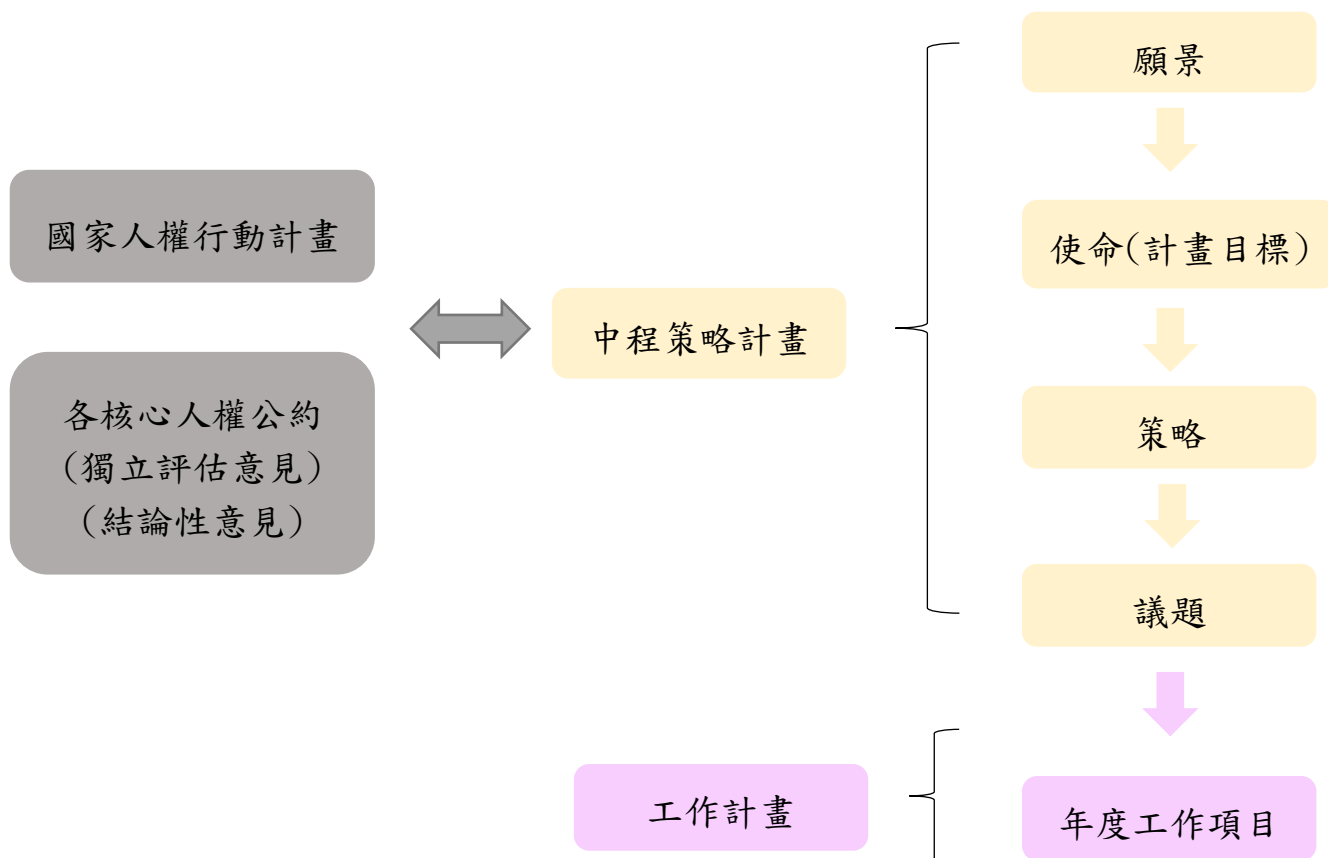 願景
國家人權行動計畫
使命(計畫目標)
中程策略計畫
各核心人權公約
(獨立評估意見)
(結論性意見)
策略
議題
工作計畫
年度工作項目